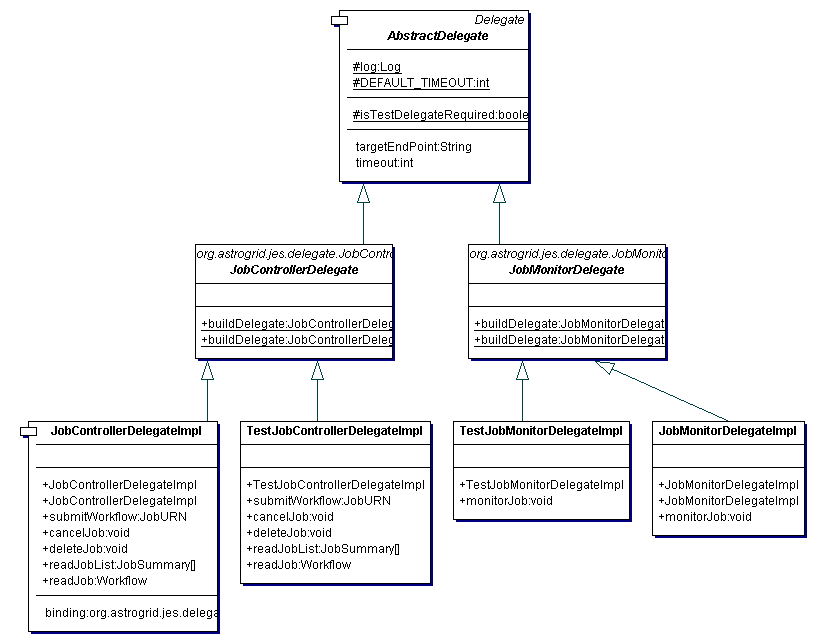 Delegate
AbstractDelegate
#log:Log
#DEFAULT_TIMEOUT:int
#isTestDelegateRequired:boole
targetEndPoint:String
timeout:int
org.astrogrid.jes.delegate.JobContro
JobControllerDelegate
+buildDelegate:JobControllerDeleg
+buildDelegate:JobControllerDeleg
org.astrogrid.jes.delegate.JobMonito
JobMonitorDelegate
+buildDelegate:JobMonitorDelegat
+buildDelegate:JobMonitorDelegat
JobControllerDelegateImpl
+JobControllerDelegateImpl
+JobControllerDelegateImpl
+submitWorkflow:JobURN
+cancelJob:void
+deleteJob:void
+readJobList:JobSummary[]
+readJob:Workflow
binding:org.astrogrid.jes.delega
TestJobControllerDelegateImpl
+TestJobControllerDelegateImpl
+submitWorkflow:JobURN
+cancelJob:void
+deleteJob:void
+readJobList:JobSummary[]
+readJob:Workflow
TestJobMonitorDelegateImpl
+TestJobMonitorDelegateImpl
+monitorJob:void
JobMonitorDelegateImpl
+JobMonitorDelegateImpl
+JobMonitorDelegateImpl
+monitorJob:void